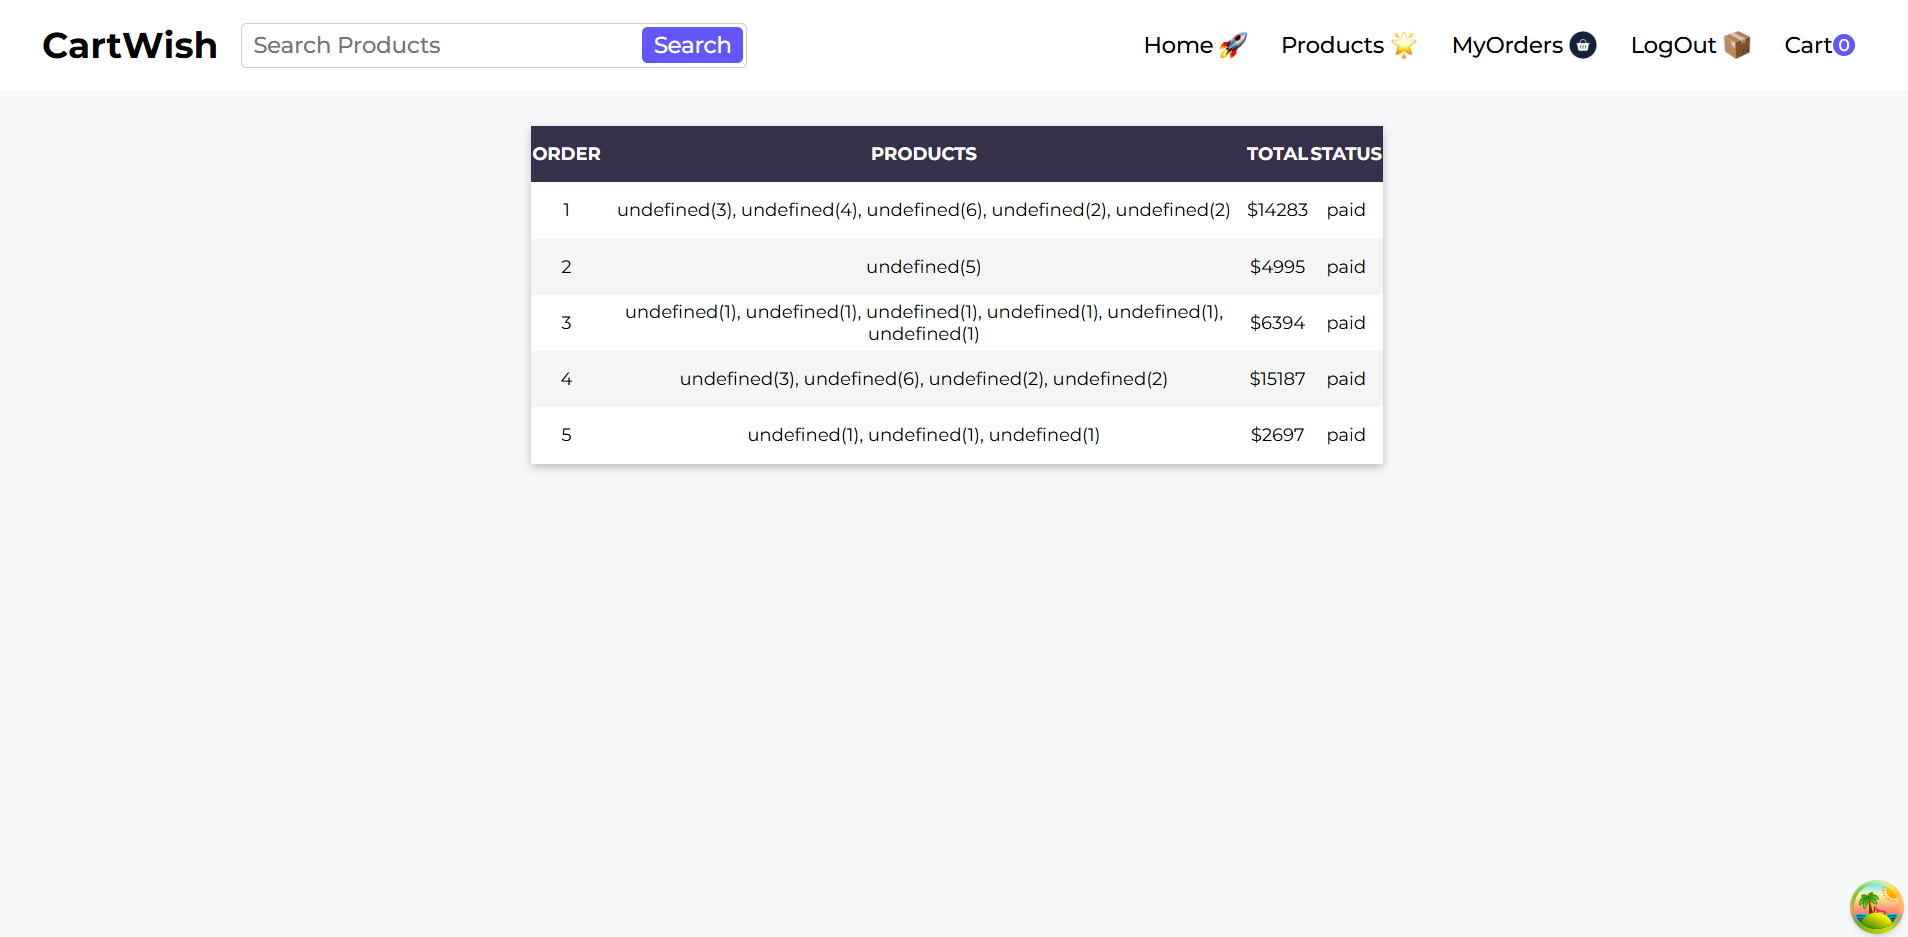 CartWish Search Products Search Home 🚀 Products 🌟 MyOrders LogOut 📦 Cart 0
ORDER PRODUCTS TOTAL STATUS
1 undefined(3), undefined(4), undefined(6), undefined(2), undefined(2) $14283 paid
2 undefined(5) $4995 paid
3 undefined(1), undefined(1), undefined(1), undefined(1), undefined(1),
undefined(1) $6394 paid
4 undefined(3), undefined(6), undefined(2), undefined(2) $15187 paid
5 undefined(1), undefined(1), undefined(1) $2697 paid